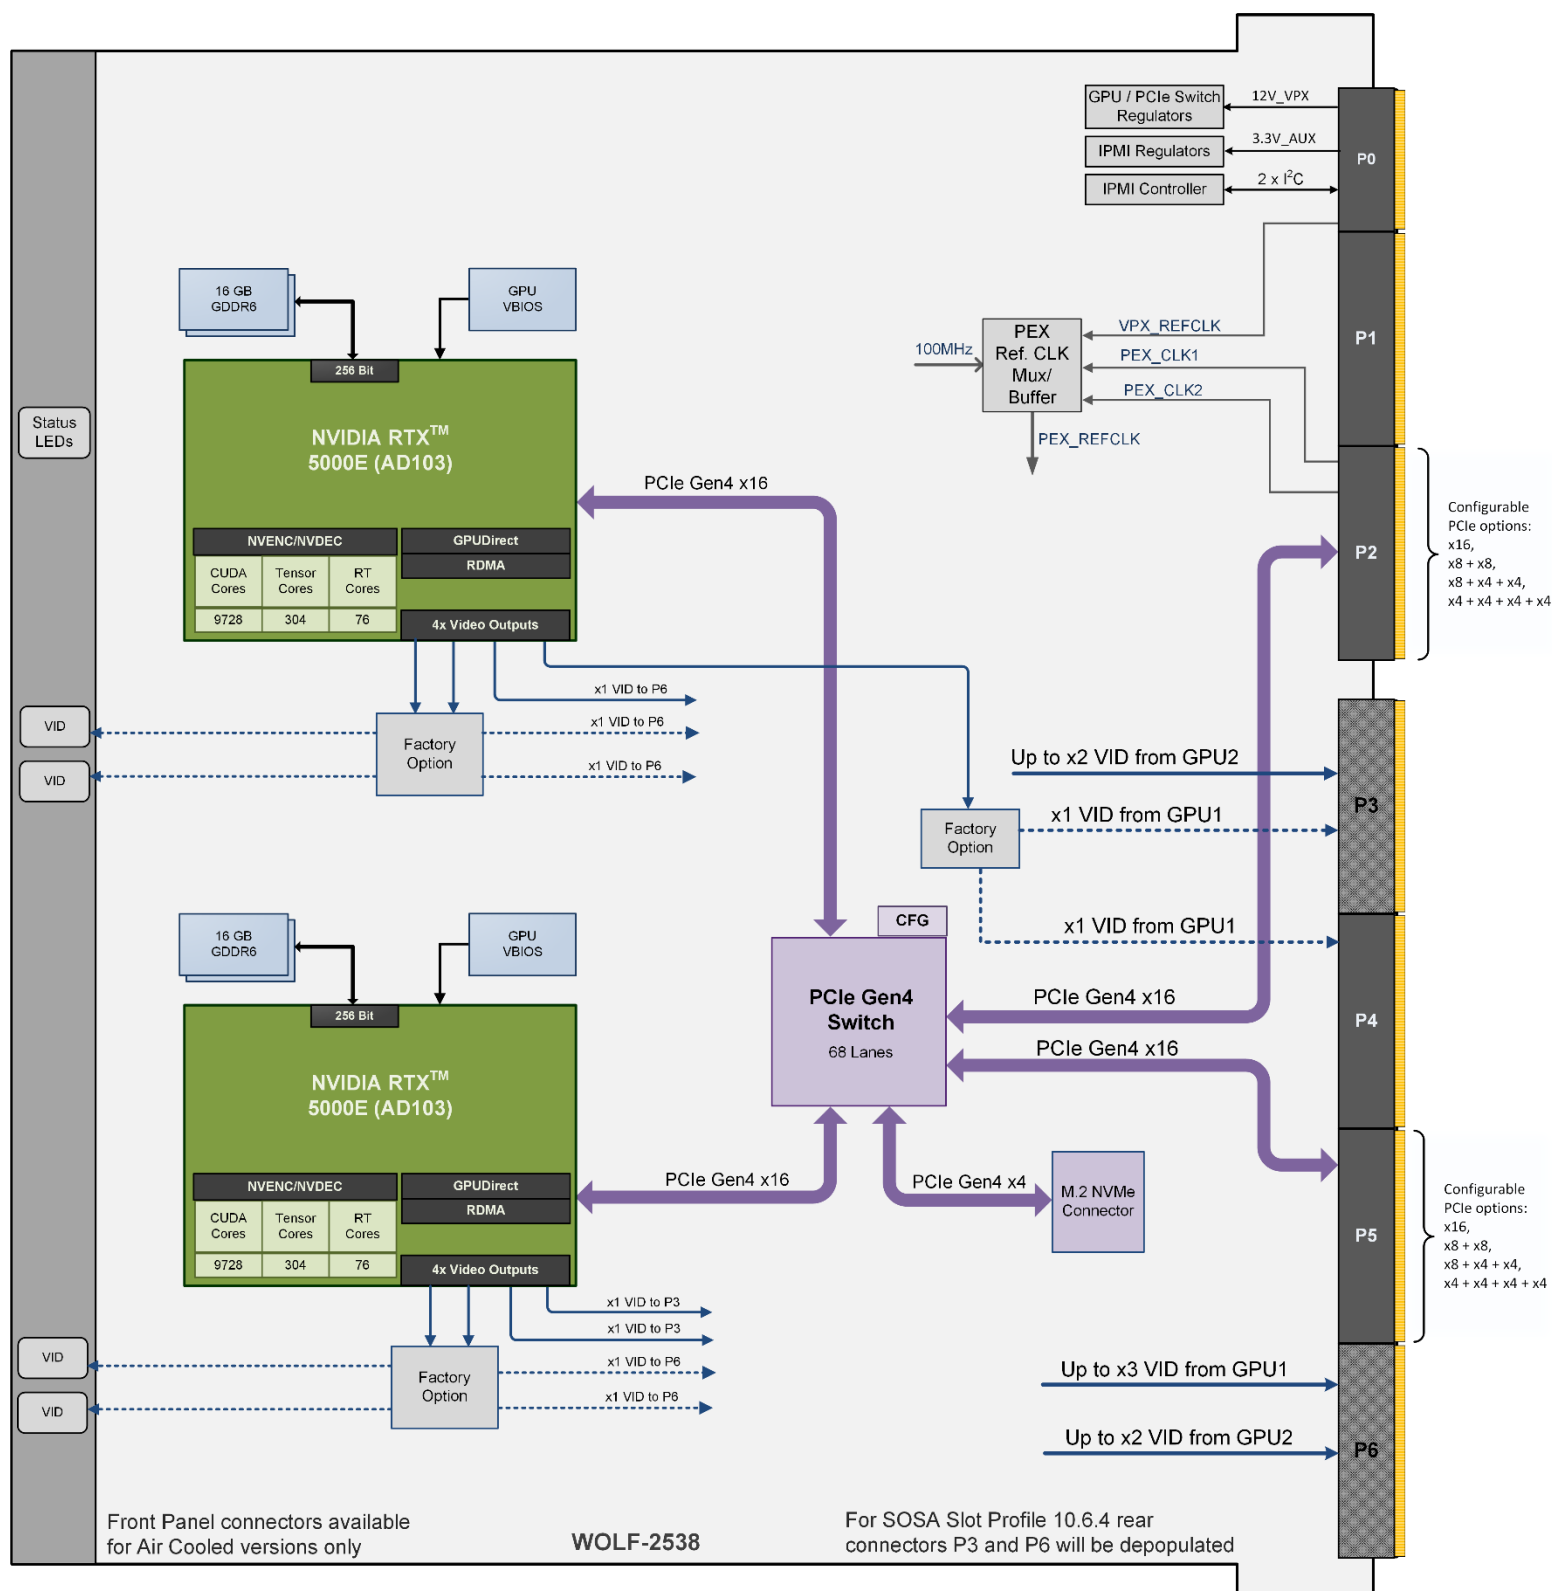 GPU / PCIe Switch
Regulators
12V_VPX
IPMI Regulators
3.3V_AUX
IPMI Controller
2 x I²C
P0
16 GB
GDDR6
GPU
VBIOS
256 Bit
NVIDIA RTX™
5000E (AD103)
NVENC/NVDEC
CUDA
Cores
Tensor
Cores
RT
Cores
9728
304
76
GPUDirect
RDMA
4x Video Outputs
Status
LEDs
100MHz
PEX
Ref. CLK
Mux/
Buffer
VPX_REFCLK
PEX_CLK1
PEX_CLK2
PEX_REFCLK
P1
PCIe Gen4 x16
P2
Configurable
PCIe options:
x16,
x8 + x8,
x8 + x4 + x4,
x4 + x4 + x4 + x4
VID
VID
Factory
Option
x1 VID to P6
x1 VID to P6
x1 VID to P6
Up to x2 VID from GPU2
x1 VID from GPU1
Factory
Option
x1 VID from GPU1
P3
CFG
PCIe Gen4
Switch
68 Lanes
PCIe Gen4 x16
PCIe Gen4 x16
P4
16 GB
GDDR6
GPU
VBIOS
256 Bit
NVIDIA RTX™
5000E (AD103)
NVENC/NVDEC
CUDA
Cores
Tensor
Cores
RT
Cores
9728
304
76
GPUDirect
RDMA
4x Video Outputs
PCIe Gen4 x16
PCIe Gen4 x4
M.2 NVMe
Connector
P5
Configurable
PCIe options:
x16,
x8 + x8,
x8 + x4 + x4,
x4 + x4 + x4 + x4
VID
VID
Factory
Option
x1 VID to P3
x1 VID to P3
x1 VID to P6
x1 VID to P6
Up to x3 VID from GPU1
Up to x2 VID from GPU2
P6
Front Panel connectors available
for Air Cooled versions only
WOLF-2538
For SOSA Slot Profile 10.6.4 rear
connectors P3 and P6 will be depopulated